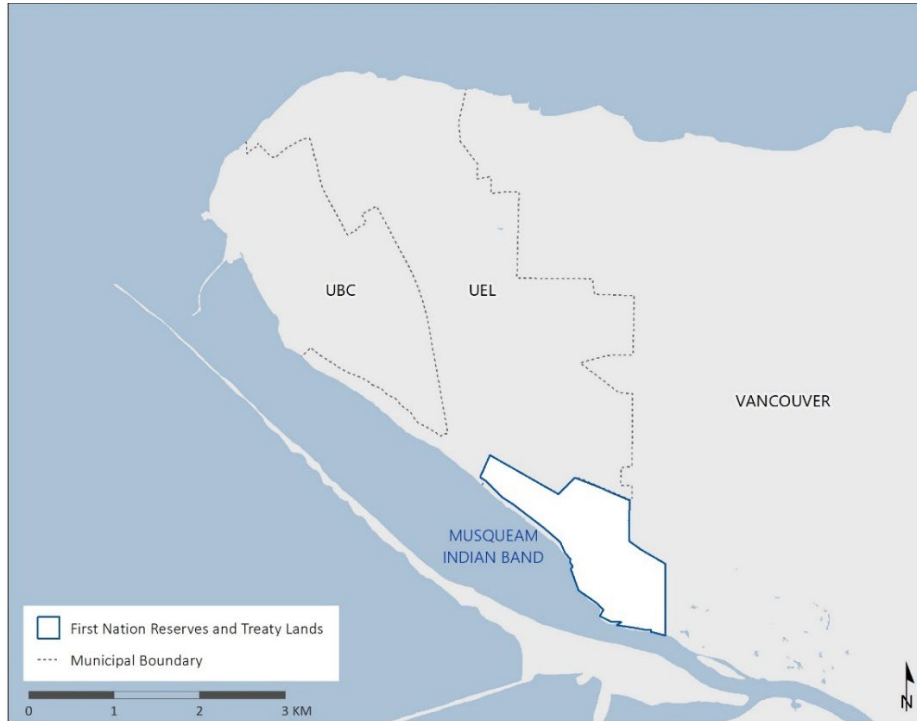 UBC
UEL
VANCOUVER
MUSQUEAM
INDIAN BAND
First Nation Reserves and Treaty Lands
Municipal Boundary
0 1 2 3 KM
N